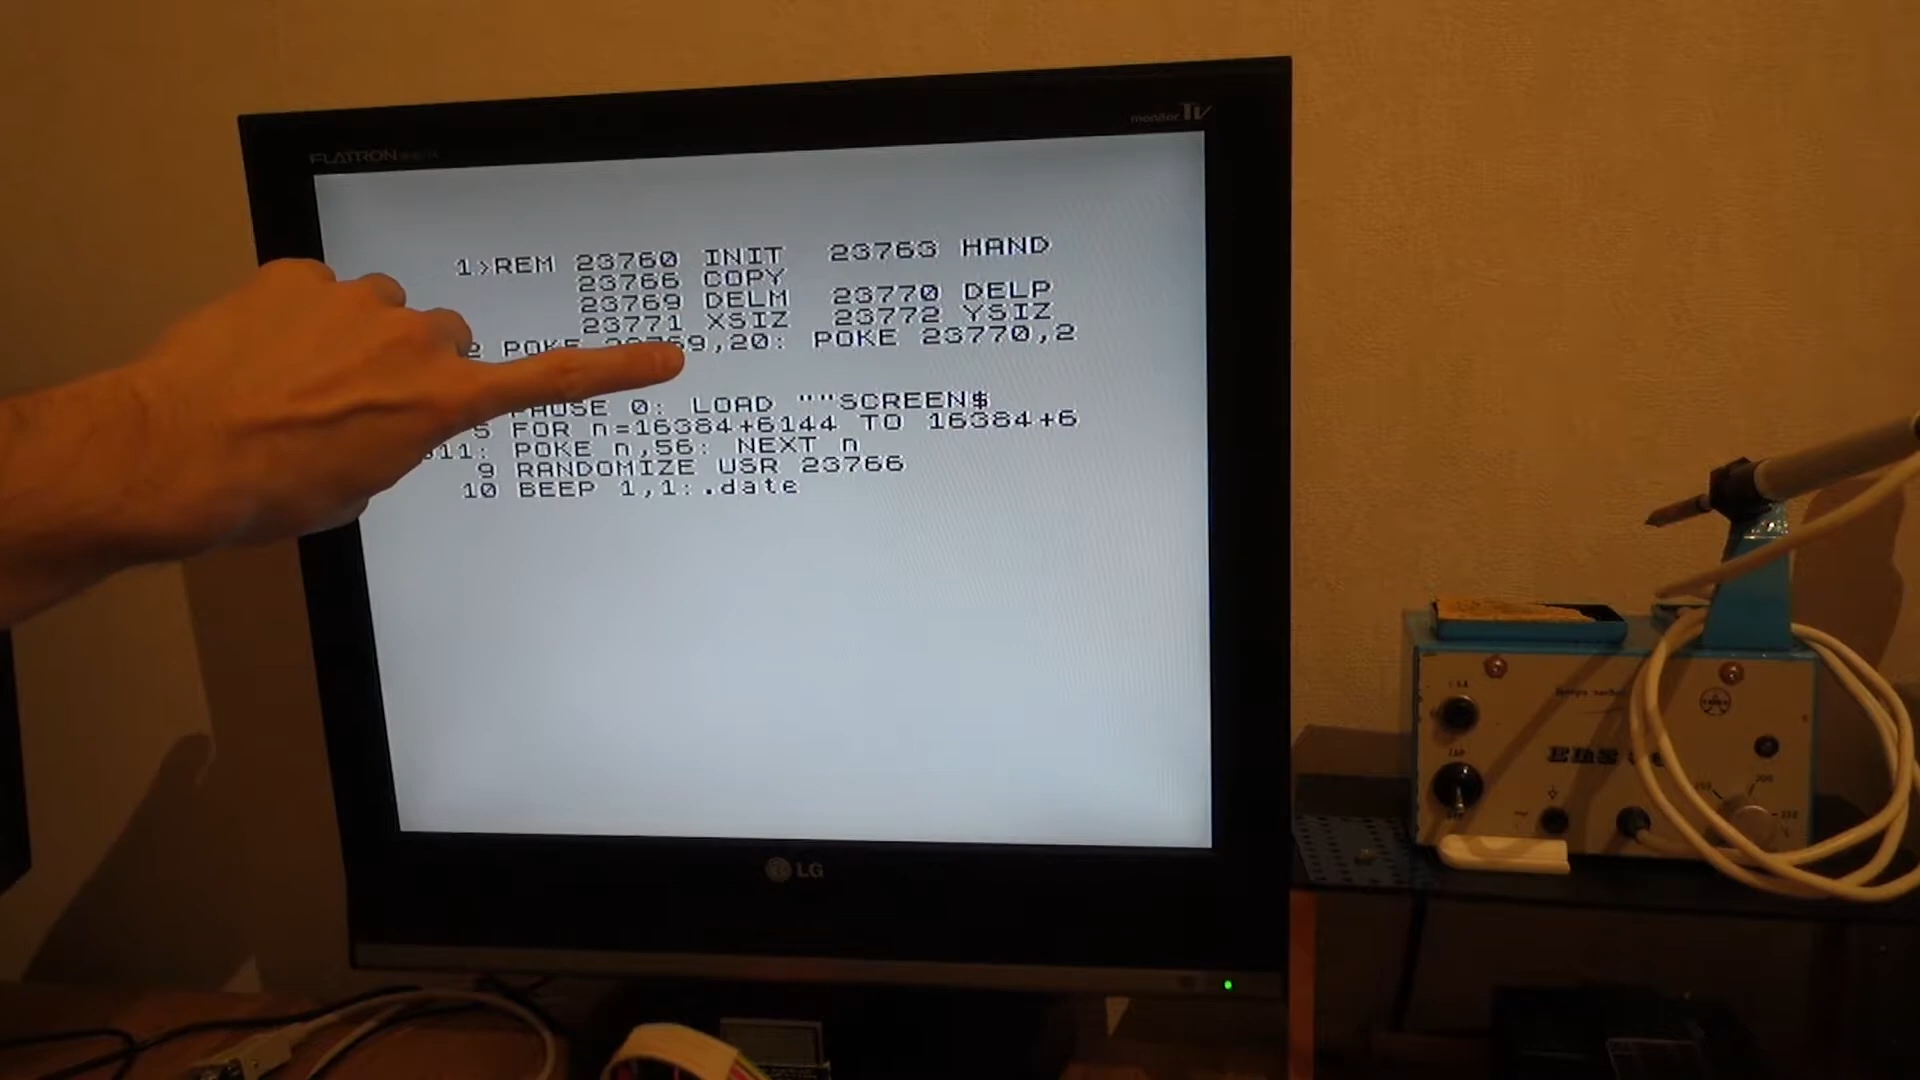 FLATRON
monitor TV
1>REM 23760 INIT 23763 HAND
23766 COPY
23769 DELM 23770 DELP
23771 XSIZ 23772 YSIZ
2 POKE 23769,20: POKE 23770,2
PAUSE 0: LOAD ""SCREEN$
5 FOR n=16384+6144 TO 16384+6
911: POKE n,56: NEXT n
9 RANDOMIZE USR 23766
10 BEEP 1,1:.date
LG